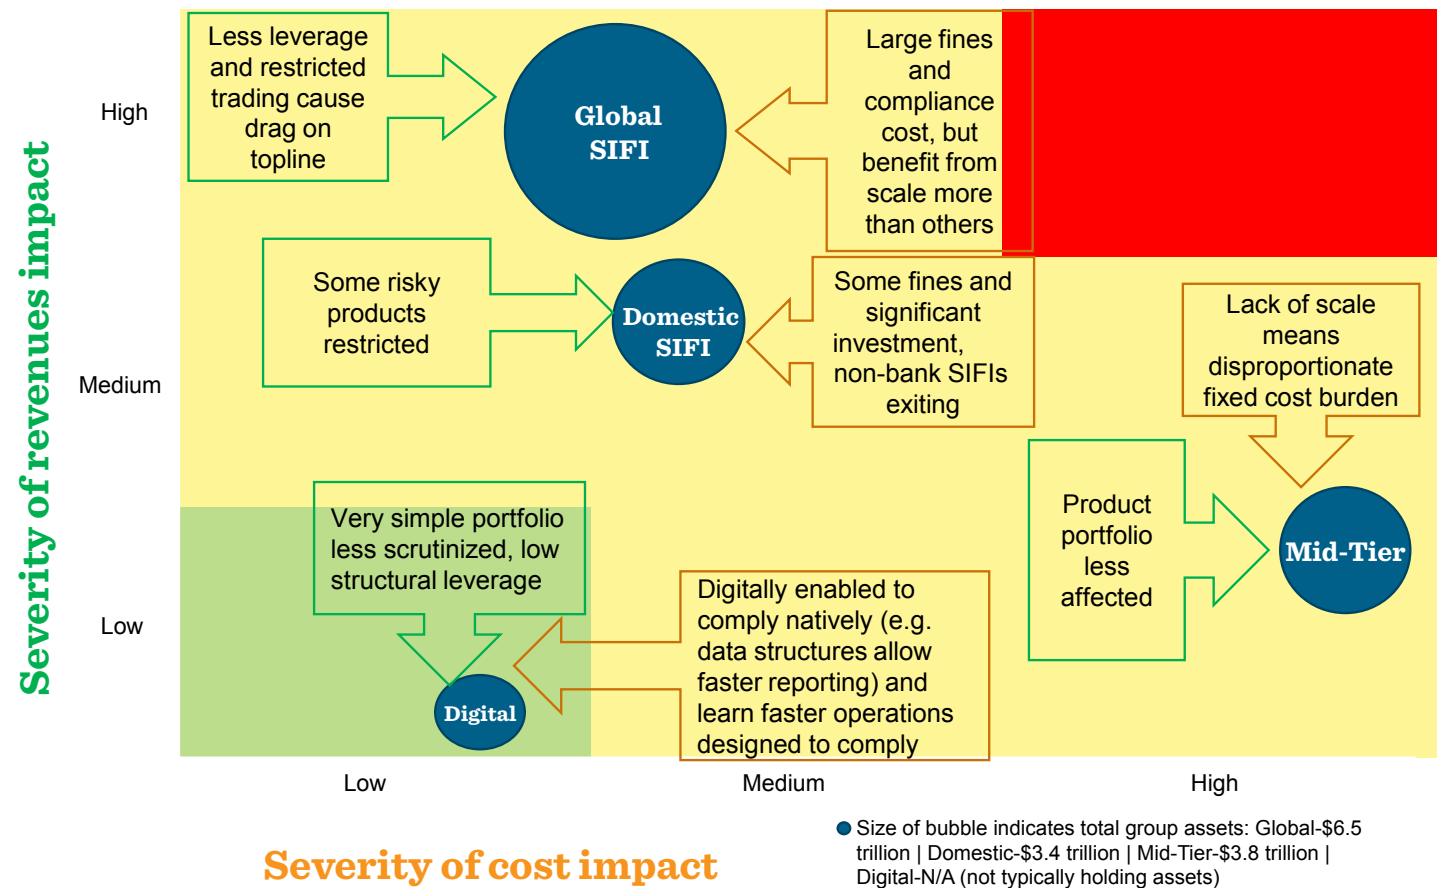 Severity of revenues impact
High
Medium
Low
Less leverage
and restricted
trading cause
drag on
topline
Global
SIFI
Large fines
and
compliance
cost, but
benefit from
scale more
than others
Some risky
products
restricted
Domestic
SIFI
Some fines and
significant
investment,
non-bank SIFIs
exiting
Lack of scale
means
disproportionate
fixed cost burden
Product
portfolio
less
affected
Mid-Tier
Very simple portfolio
less scrutinized, low
structural leverage
Digital
Digitally enabled to
comply natively (e.g.
data structures allow
faster reporting) and
learn faster operations
designed to comply
Low
Medium
High
Severity of cost impact
Size of bubble indicates total group assets: Global-$6.5
trillion | Domestic-$3.4 trillion | Mid-Tier-$3.8 trillion |
Digital-N/A (not typically holding assets)